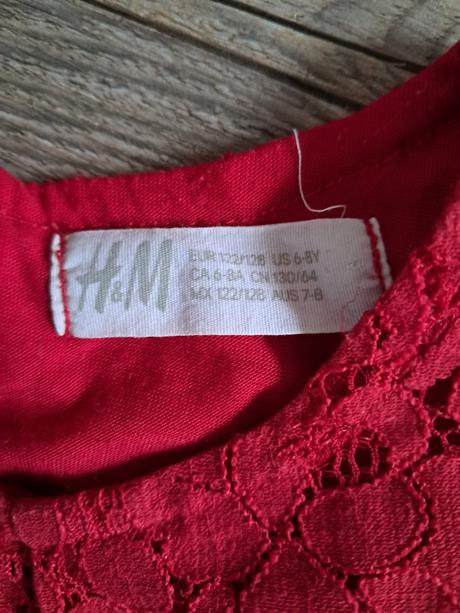 H&M
EUR 122/128 US 6-8Y
CA 6-8A CN 130/64
MX 122/128 AUS 7-8